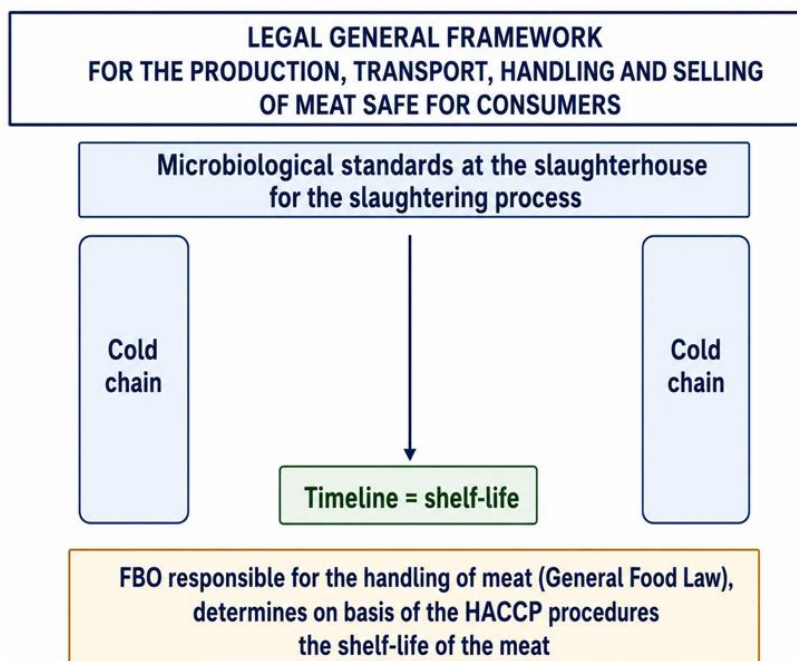 LEGAL GENERAL FRAMEWORK
FOR THE PRODUCTION, TRANSPORT, HANDLING AND SELLING
OF MEAT SAFE FOR CONSUMERS
Microbiological standards at the slaughterhouse
for the slaughtering process
Cold
chain
Cold
chain
Timeline = shelf-life
FBO responsible for the handling of meat (General Food Law),
determines on basis of the HACCP procedures
the shelf-life of the meat